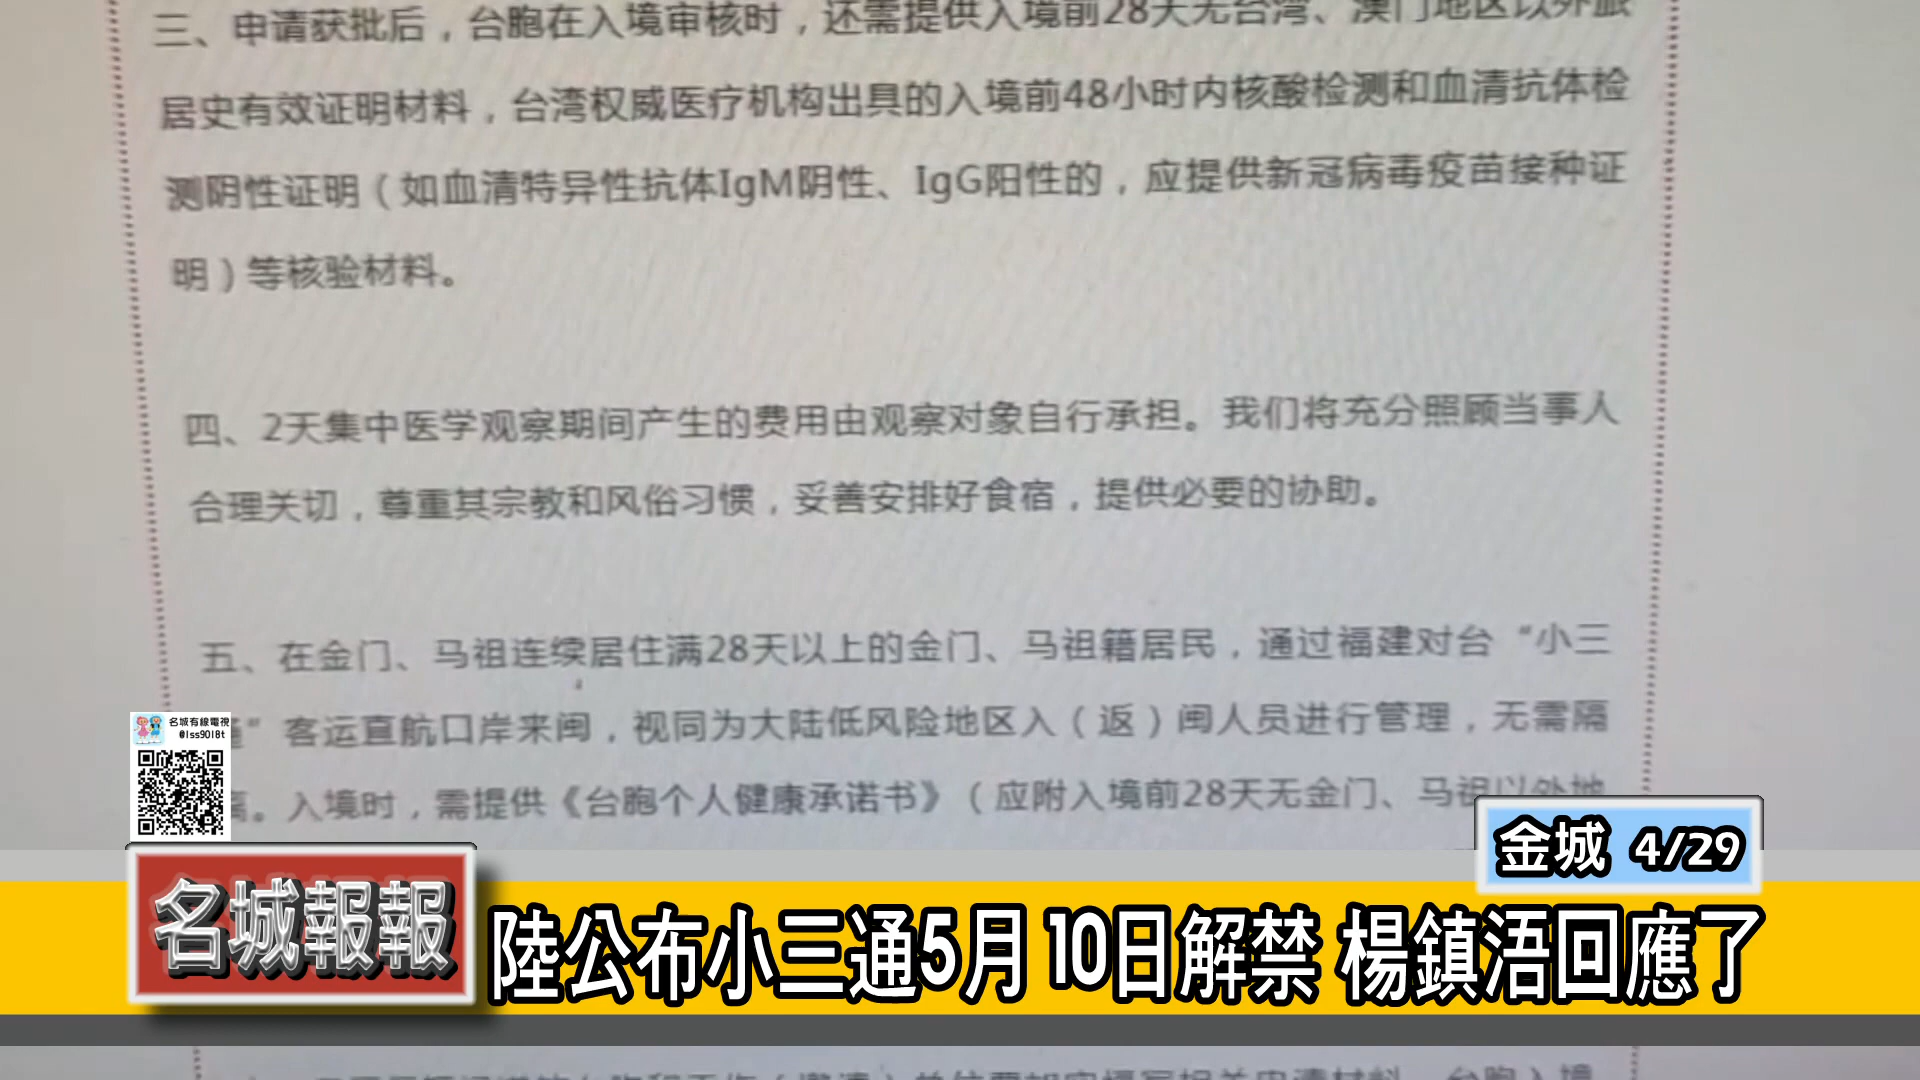 三、申请获批后，台胞在入境审核时，还需提供入境前28天无台湾、澳门地区以外旅
居史有效证明材料，台湾权威医疗机构出具的入境前48小时内核酸检测和血清抗体检
测阴性证明（如血清特异性抗体IgM阴性、IgG阳性的，应提供新冠病毒疫苗接种证
明）等核验材料。
四、2天集中医学观察期间产生的费用由观察对象自行承担。我们将充分照顾当事人
合理关切，尊重其宗教和风俗习惯，妥善安排好食宿，提供必要的协助。
五、在金门、马祖连续居住满28天以上的金门、马祖籍居民，通过福建对台“小三
”客运直航口岸来闽，视同为大陆低风险地区入（返）闽人员进行管理，无需隔
。入境时，需提供《台胞个人健康承诺书》（应附入境前28天无金门、马祖以外地
名城有線電視
@lss9018t
金城 4/29
名城報報
陸公布小三通5月10日解禁 楊鎮浯回應了